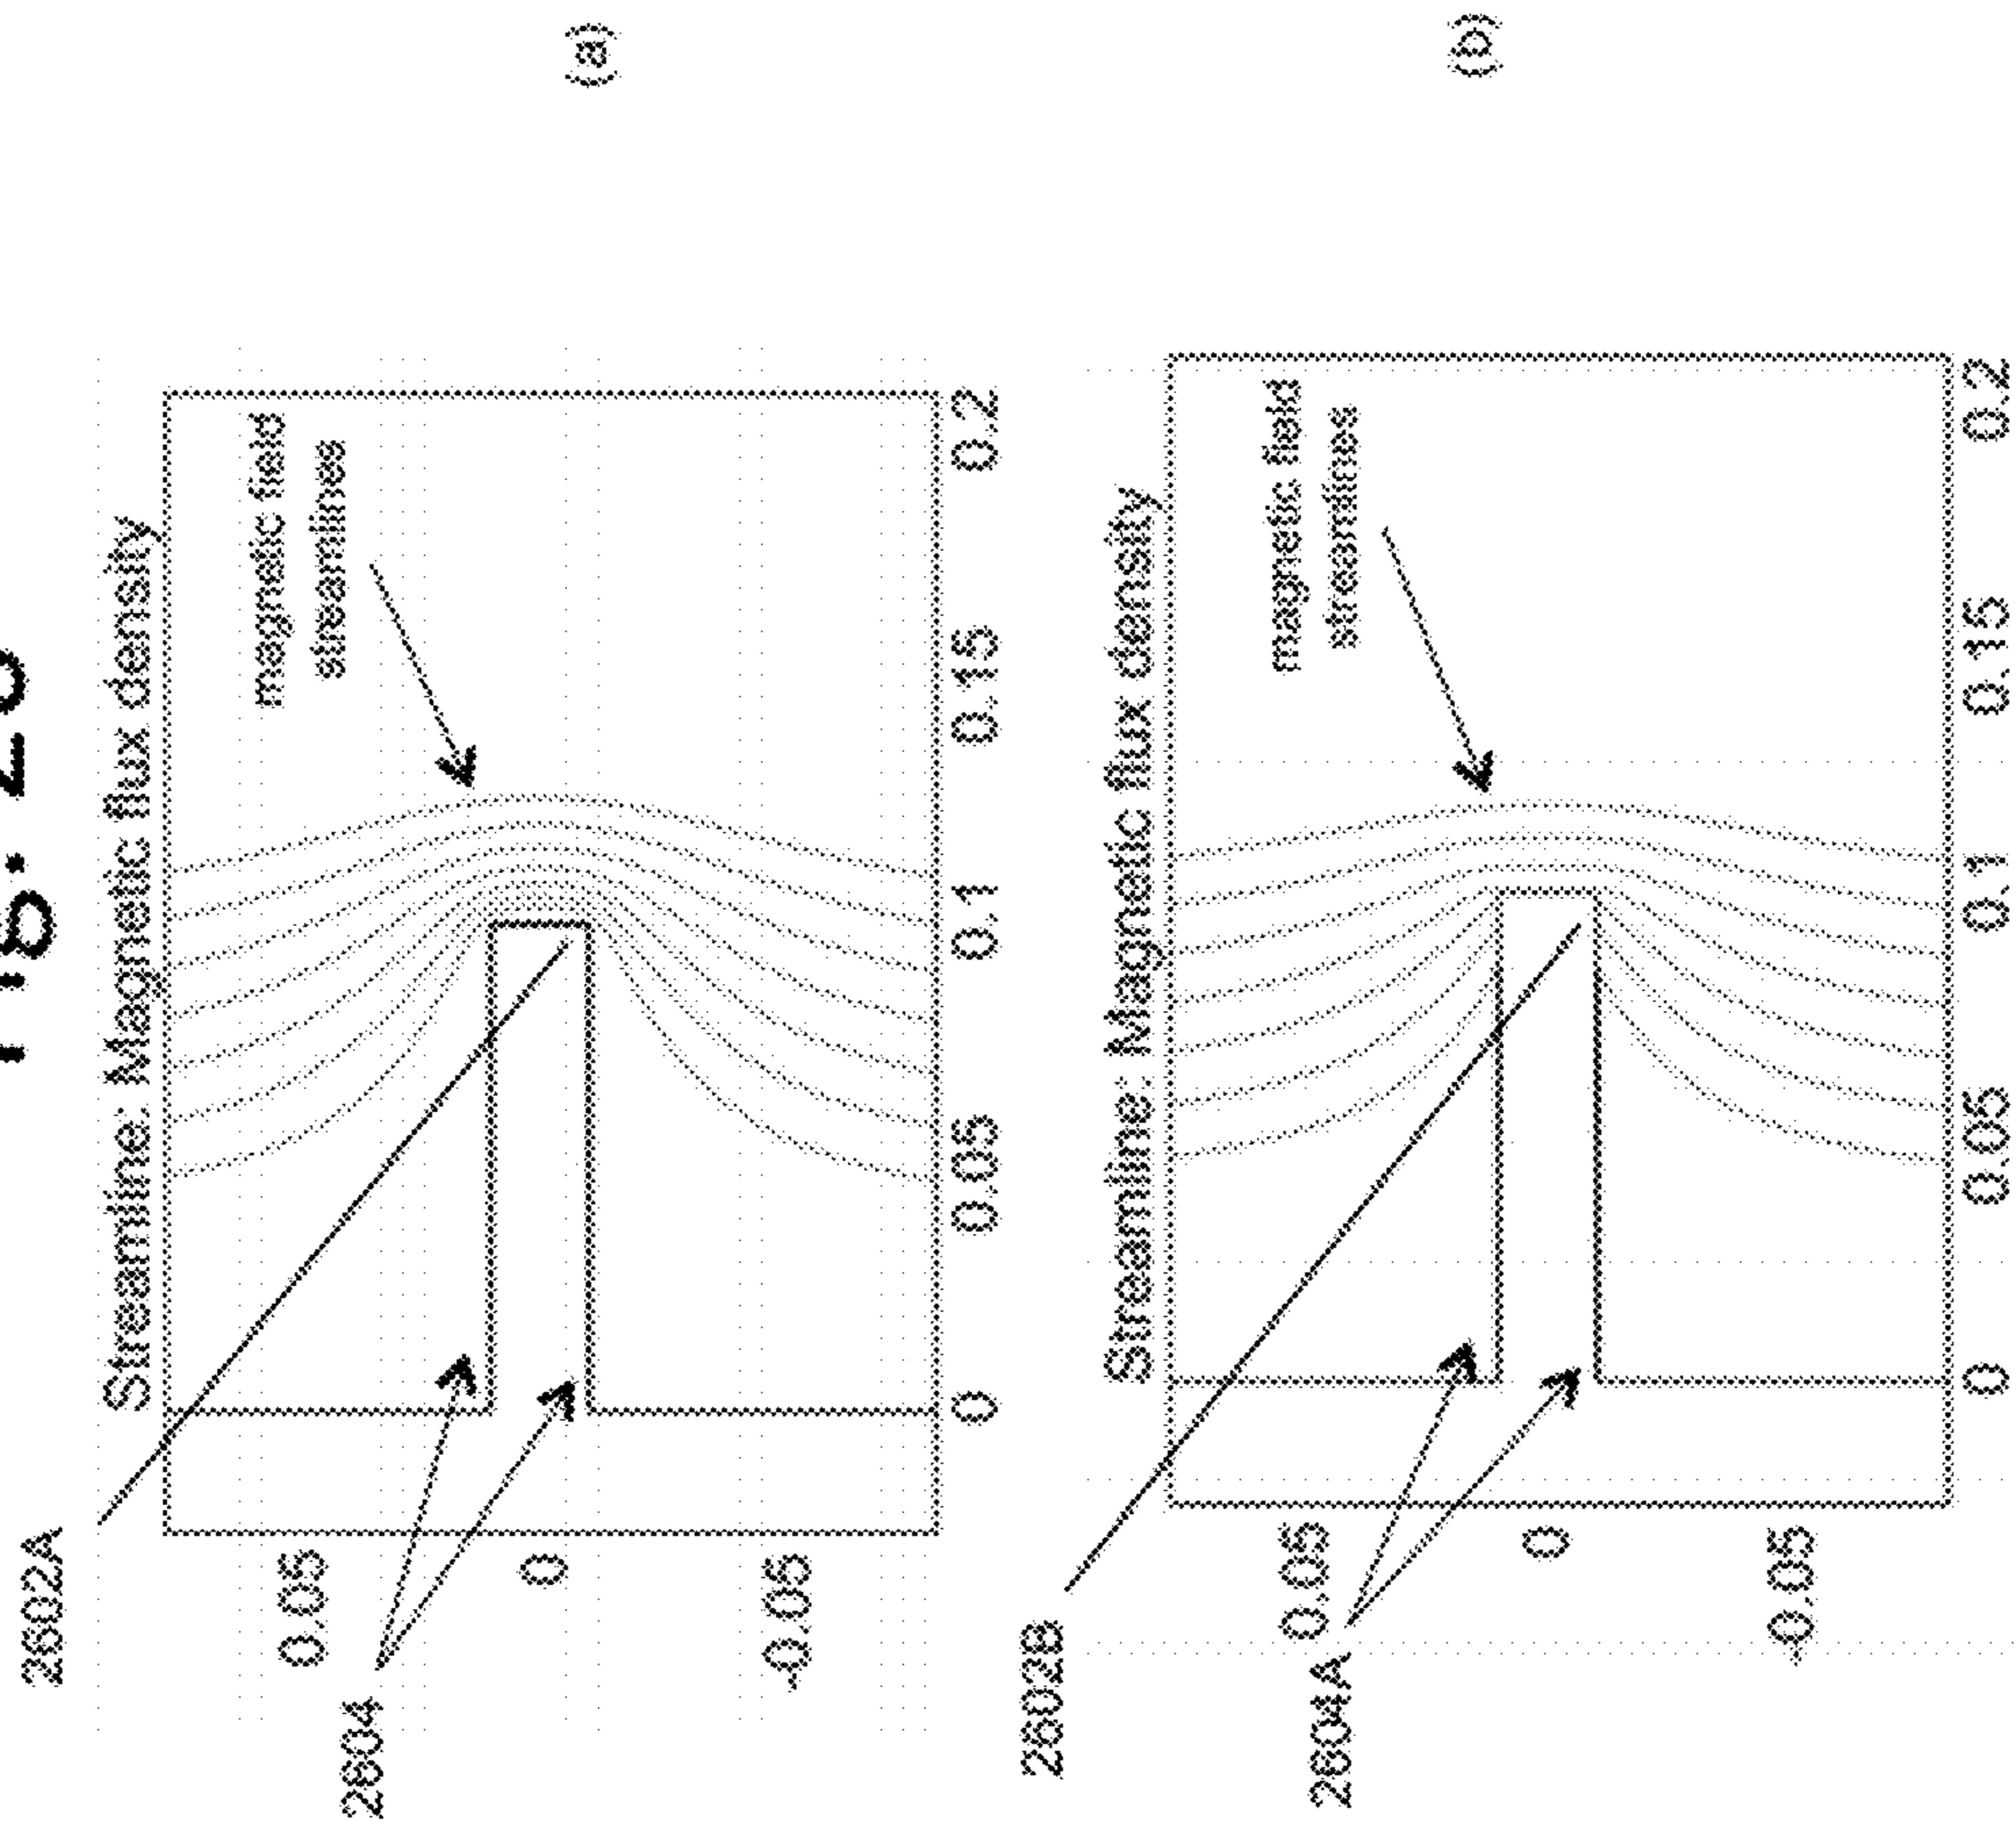 2602A
Streamline: Magnetic flux density
magnetic field
streamlines
2604
0.05
0
-0.05
0
0.05
0.1
0.15
0.2
(a)
2602B
Streamline: Magnetic flux density
magnetic field
streamlines
2604A
0.05
0
-0.05
0
0.05
0.1
0.15
0.2
(b)